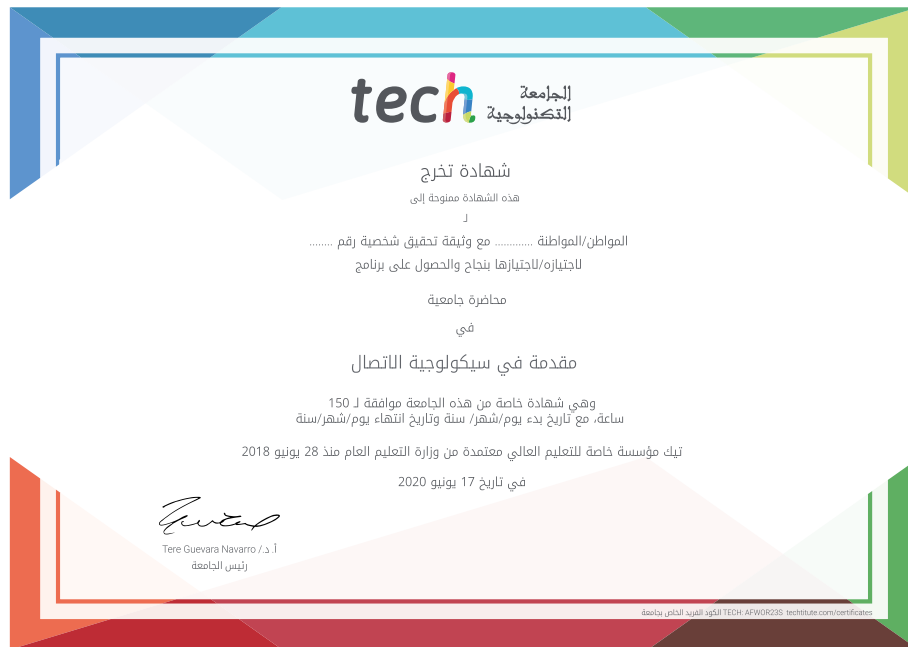 tech الجامعة
التكنولوجية
شهادة تخرج
هذه الشهادة ممنوحة إلى
لـ
المواطن/المواطنة ............ مع وثيقة تحقيق شخصية رقم ........
لاجتيازه/لاجتيازها بنجاح والحصول على برنامج
محاضرة جامعية
في
مقدمة في سيكولوجية الاتصال
وهي شهادة خاصة من هذه الجامعة موافقة لـ 150
ساعة، مع تاريخ بدء يوم/شهر/ سنة وتاريخ انتهاء يوم/شهر/سنة
تيك مؤسسة خاصة للتعليم العالي معتمدة من وزارة التعليم العام منذ 28 يونيو 2018
في تاريخ 17 يونيو 2020
أ. د./ Tere Guevara Navarro
رئيس الجامعة
الكود الفريد الخاص بجامعة TECH: AFWOR23S techtitute.com/certificates